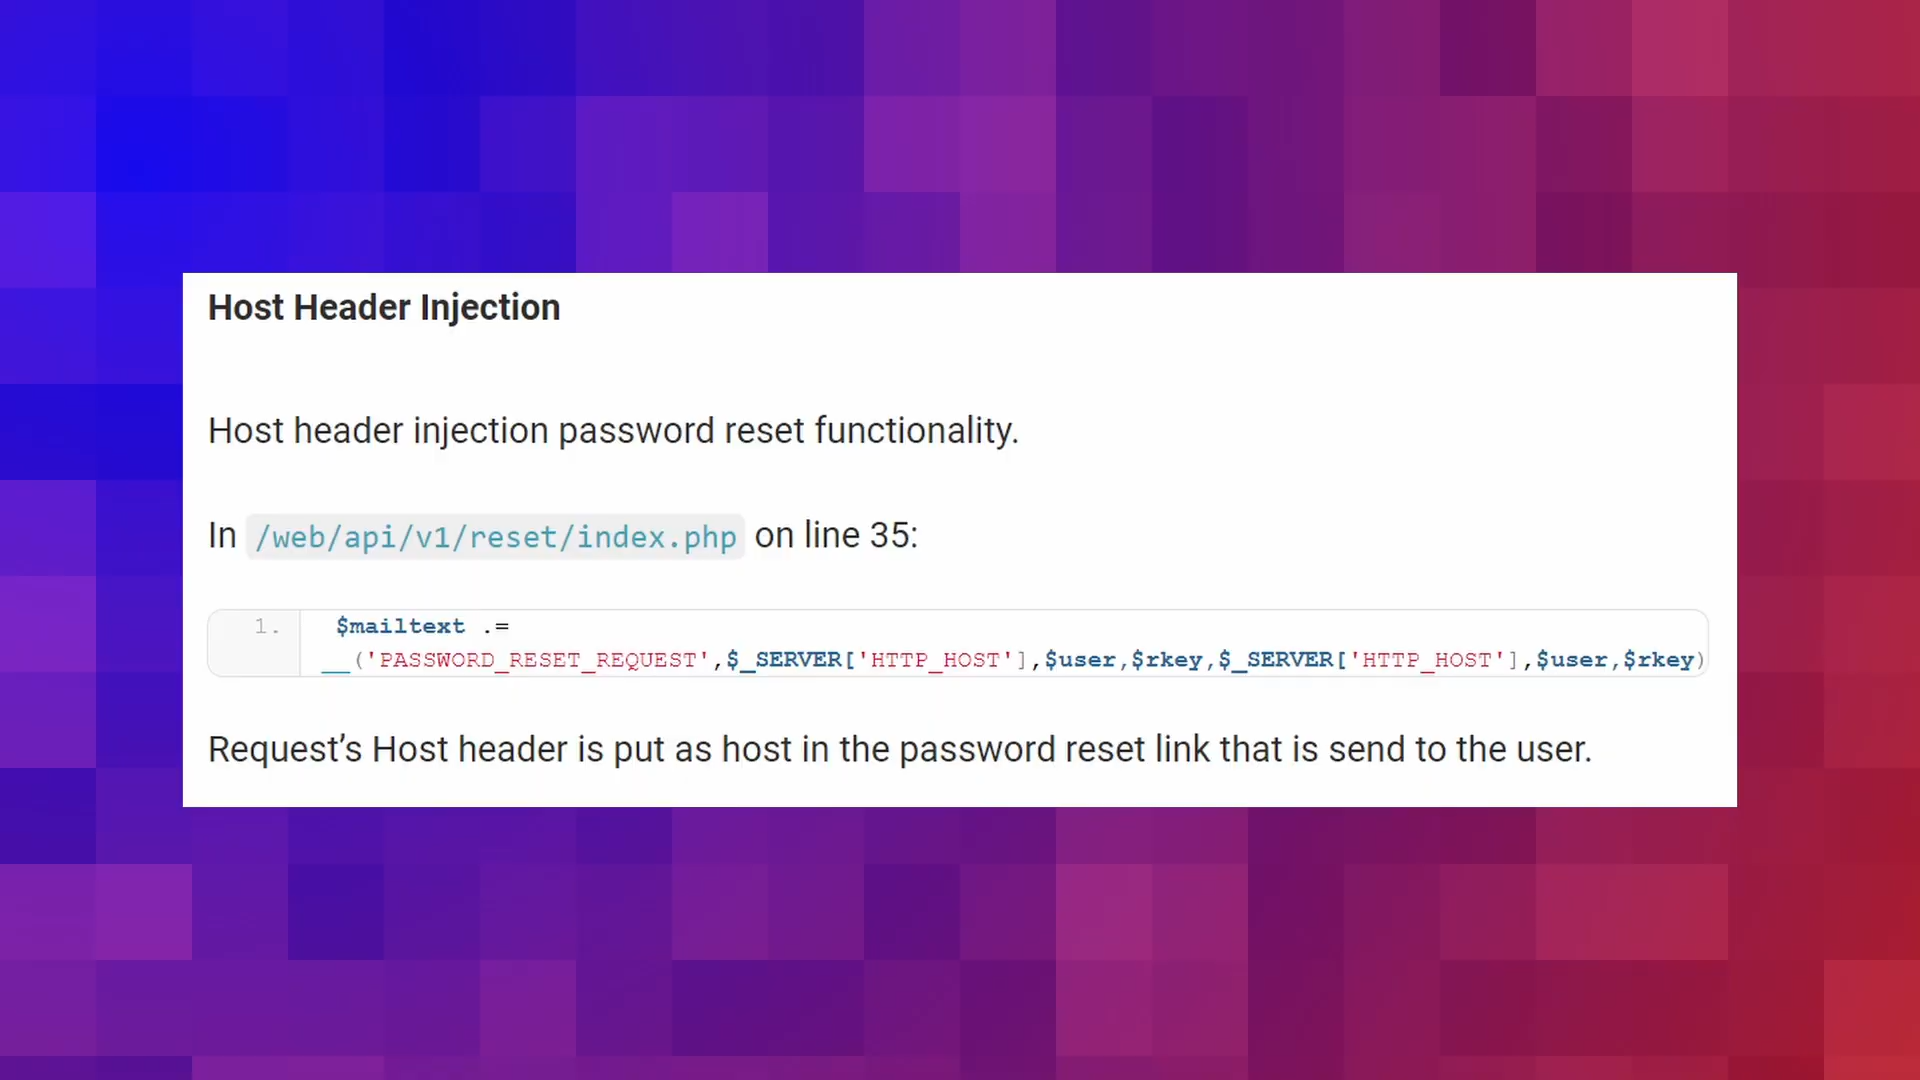 Host Header Injection
Host header injection password reset functionality.
In /web/api/v1/reset/index.php on line 35:
1. $mailtext .=
__('PASSWORD_RESET_REQUEST',$_SERVER['HTTP_HOST'],$user,$rkey,$_SERVER['HTTP_HOST'],$user,$rkey)
Request’s Host header is put as host in the password reset link that is send to the user.